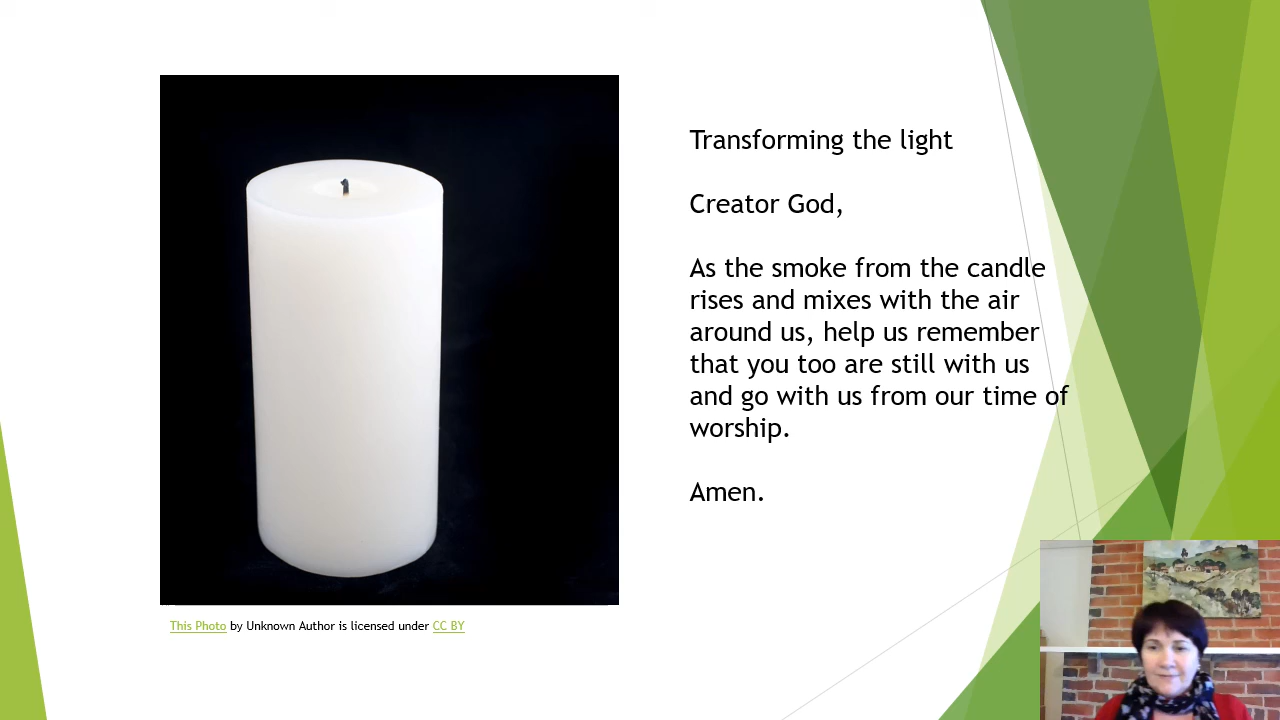 Transforming the light
Creator God,
As the smoke from the candle
rises and mixes with the air
around us, help us remember
that you too are still with us
and go with us from our time of
worship.
Amen.
This Photo by Unknown Author is licensed under CC BY